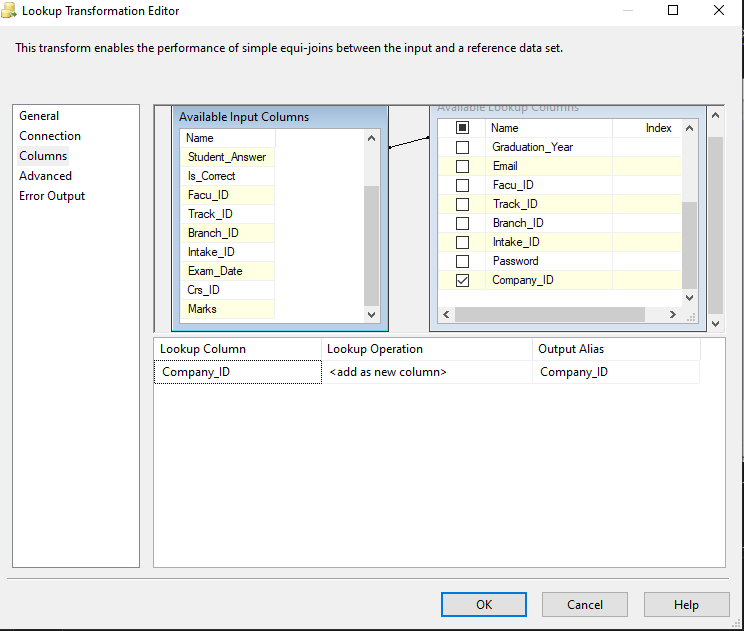 Lookup Transformation Editor
This transform enables the performance of simple equi-joins between the input and a reference data set.
General
Connection
Columns
Advanced
Error Output
Available Input Columns
Name
Student_Answer
Is_Correct
Facu_ID
Track_ID
Branch_ID
Intake_ID
Exam_Date
Crs_ID
Marks
Available Lookup Columns
Name Index
Graduation_Year
Email
Facu_ID
Track_ID
Branch_ID
Intake_ID
Password
Company_ID
Lookup Column Lookup Operation Output Alias
Company_ID <add as new column> Company_ID
OK Cancel Help